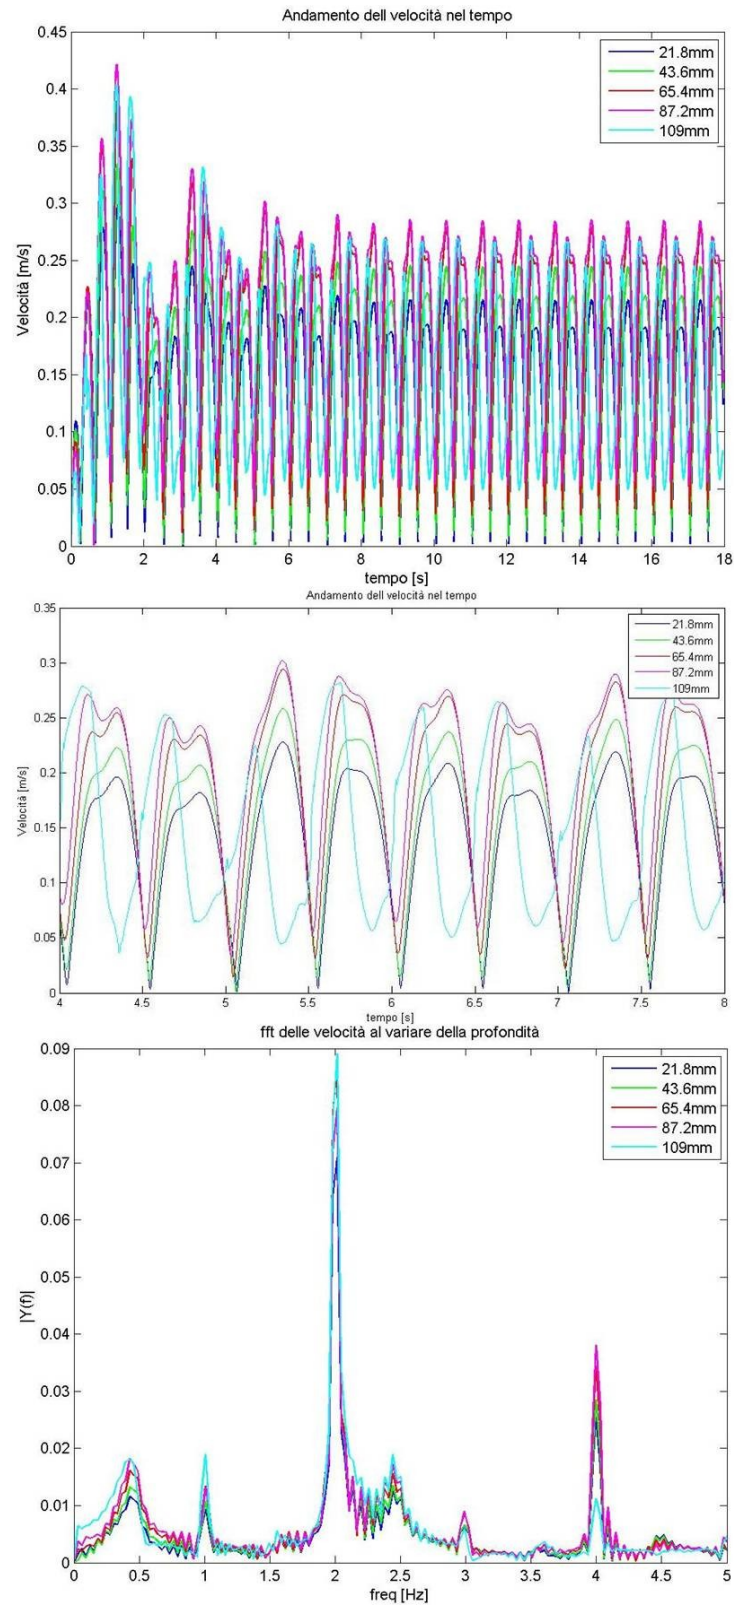 Andamento dell velocità nel tempo
0.45
0.4
0.35
0.3
0.25
0.2
0.15
0.1
0.05
0
Velocità [m/s]
21.8mm
43.6mm
65.4mm
87.2mm
109mm
0 2 4 6 8 10 12 14 16 18
tempo [s]
Andamento dell velocità nel tempo
0.35
0.3
0.25
0.2
0.15
0.1
0.05
0
Velocità [m/s]
21.8mm
43.6mm
65.4mm
87.2mm
109mm
4 4.5 5 5.5 6 6.5 7 7.5 8
tempo [s]
fft delle velocità al variare della profondità
0.09
0.08
0.07
0.06
0.05
0.04
0.03
0.02
0.01
0
|Y(f)|
21.8mm
43.6mm
65.4mm
87.2mm
109mm
0 0.5 1 1.5 2 2.5 3 3.5 4 4.5 5
freq [Hz]